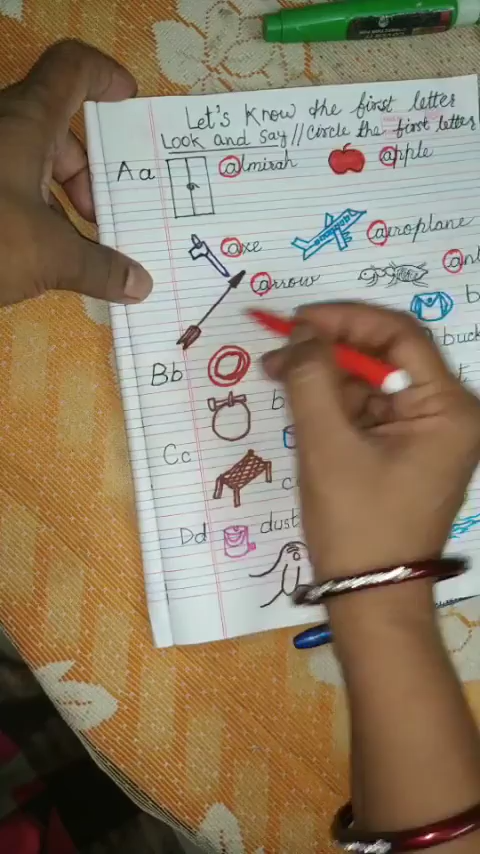 Let's Know the first letter
Look and Say // Circle the first letter
Aa almirah apple
axe aeroplane
arrow ant
Bb
Cc
Dd dust